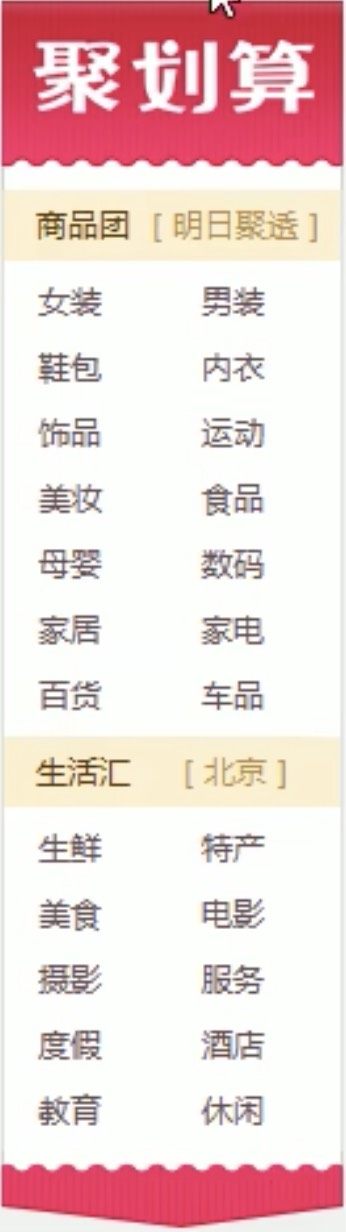 聚划算
商品团 [ 明日聚透 ]
女装 男装
鞋包 内衣
饰品 运动
美妆 食品
母婴 数码
家居 家电
百货 车品
生活汇 [ 北京 ]
生鲜 特产
美食 电影
摄影 服务
度假 酒店
教育 休闲